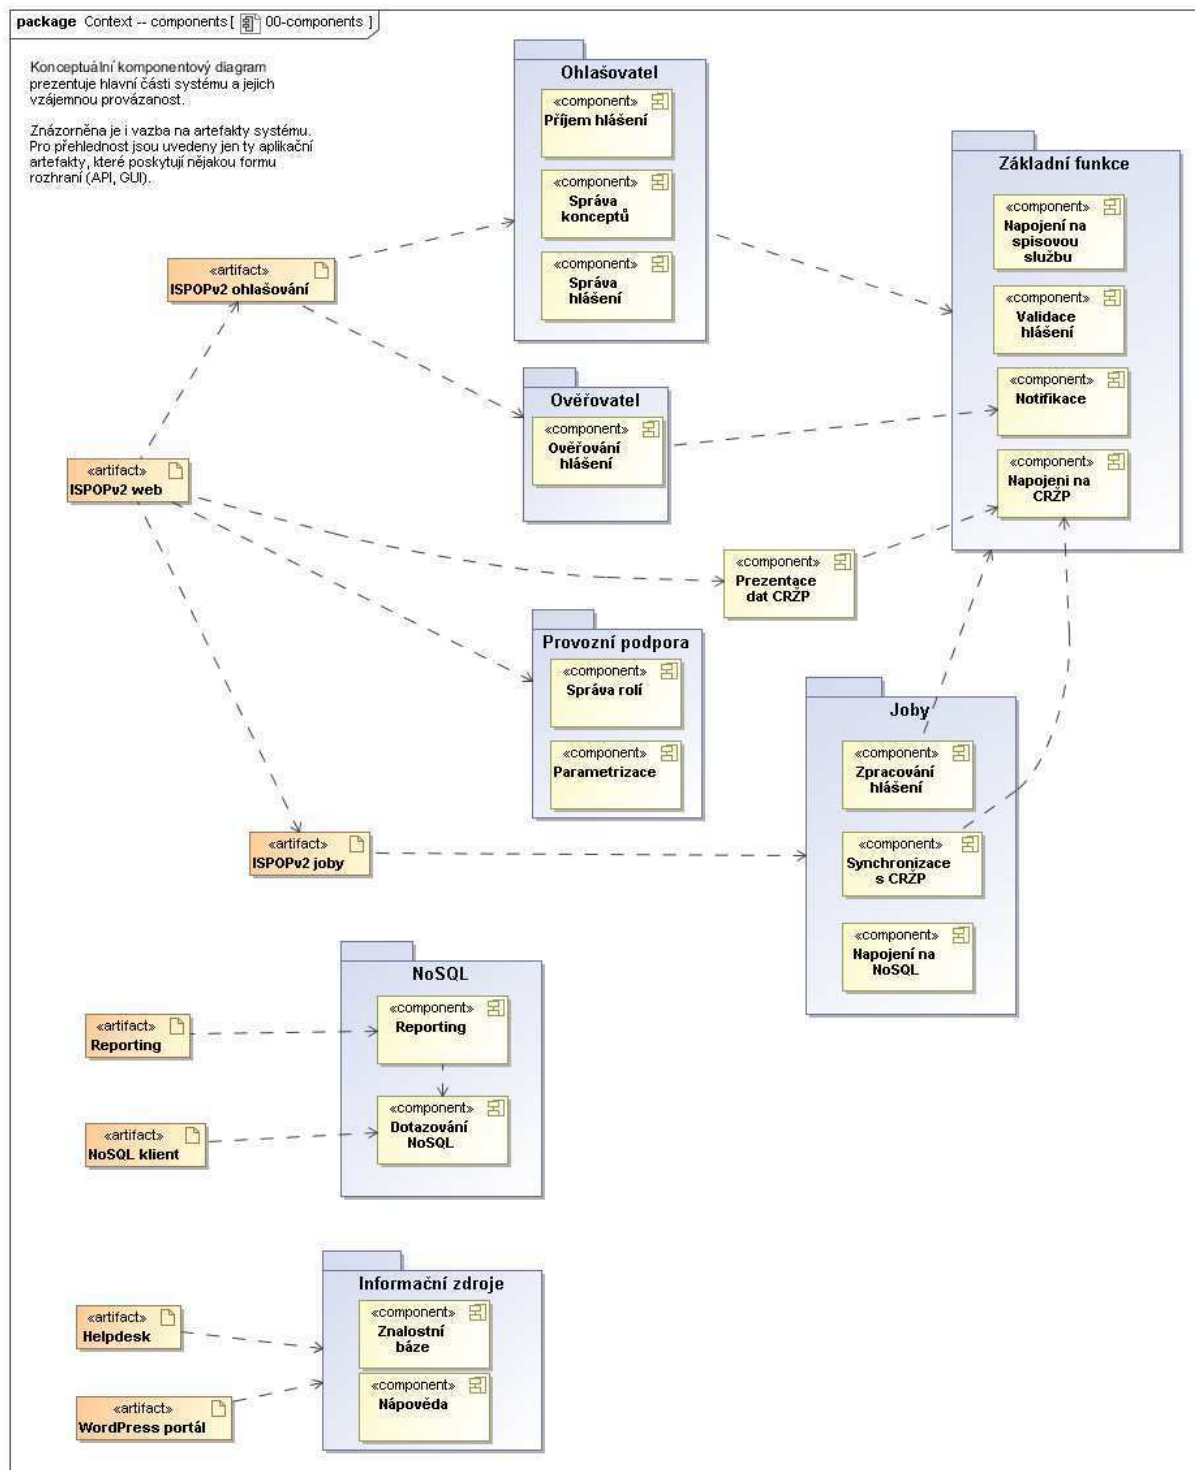 package Context -- components [ 00-components ]
Konceptuální komponentový diagram
prezentuje hlavní části systému a jejich
vzájemnou provázanost.
Znázorněna je i vazba na artefakty systému.
Pro přehlednost jsou uvedeny jen ty aplikační
artefakty, které poskytují nějakou formu
rozhraní (API, GUI).
Ohlašovatel
«component»
Příjem hlášení
«component»
Správa
konceptů
«component»
Správa
hlášení
Základní funkce
«component»
Napojení na
spisovou
službu
«component»
Validace
hlášení
«component»
Notifikace
«component»
Napojeni na
CRŽP
«artifact»
ISPOPv2 ohlašování
Ověřovatel
«component»
Ověřování
hlášení
«artifact»
ISPOPv2 web
«component»
Prezentace
dat CRŽP
Provozní podpora
«component»
Správa rolí
«component»
Parametrizace
Joby
«component»
Zpracování
hlášení
«component»
Synchronizace
s CRŽP
«component»
Napojení na
NoSQL
«artifact»
ISPOPv2 joby
NoSQL
«component»
Reporting
«component»
Dotazování
NoSQL
«artifact»
Reporting
«artifact»
NoSQL klient
Informační zdroje
«component»
Znalostní
báze
«component»
Nápověda
«artifact»
Helpdesk
«artifact»
WordPress portál